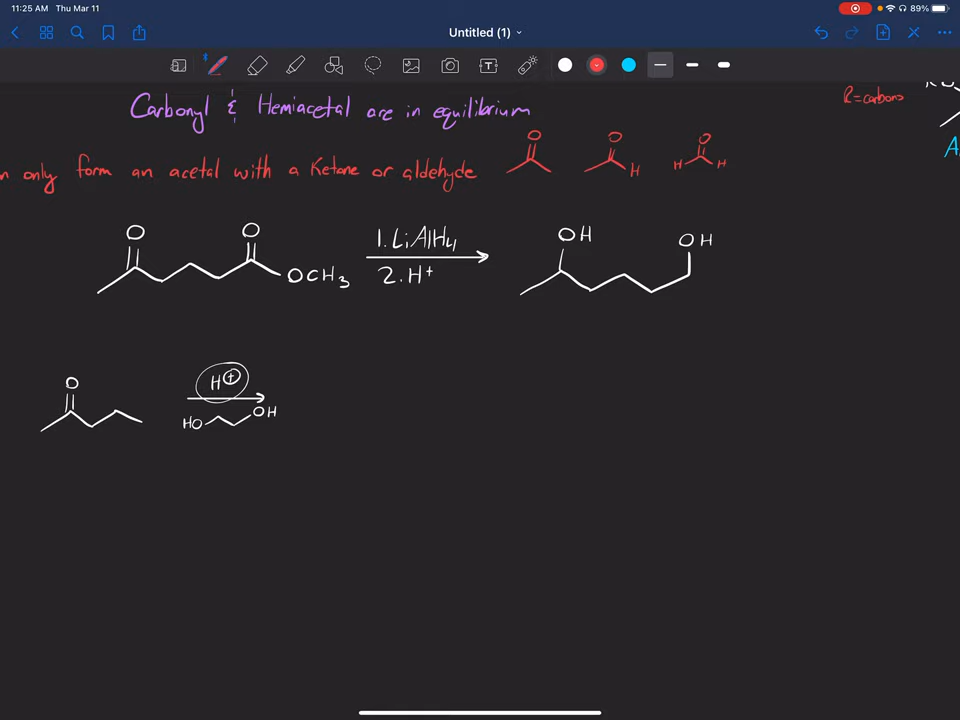 11:25 AM Thu Mar 11
89%
Untitled (1)
Carbonyl & Hemiacetal are in equilibrium
R=carbons
only form an acetal with a Ketone or aldehyde
O
O H
O H H
O O OCH3
1. LiAlH4
2. H+
OH OH
O
H+
HO OH